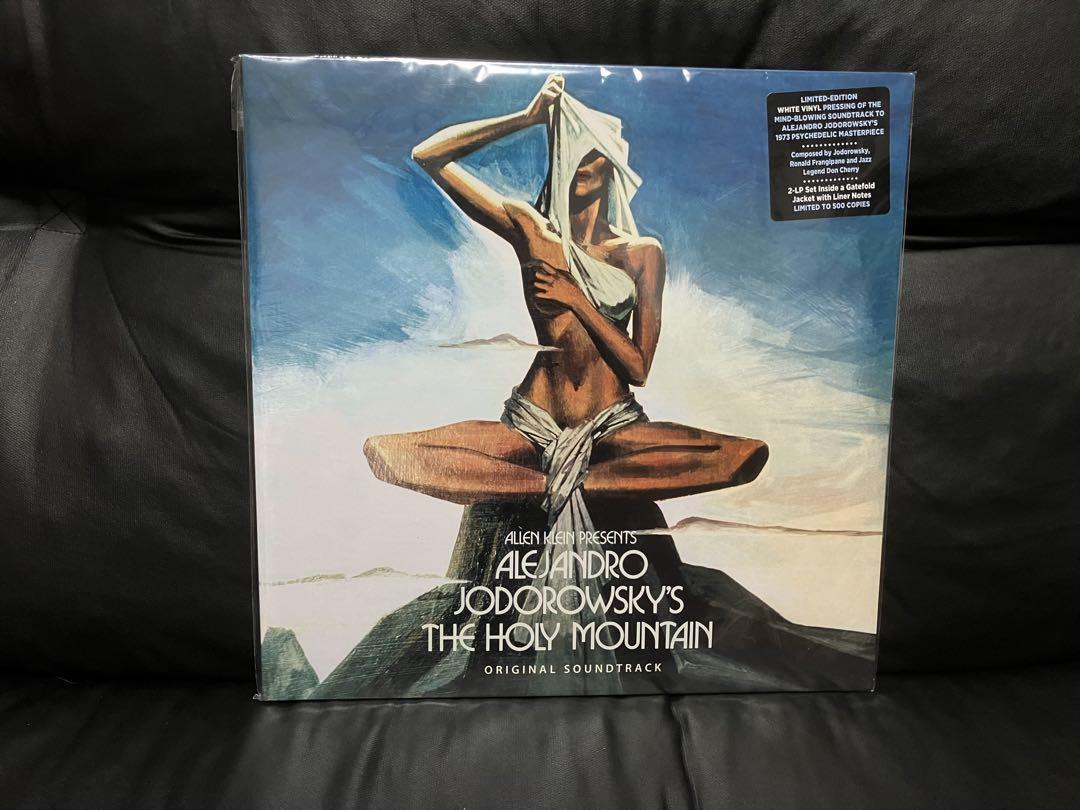 LIMITED-EDITION
WHITE VINYL PRESSING OF THE
MIND-BLOWING SOUNDTRACK TO
ALEJANDRO JODOROWSKY'S
1973 PSYCHEDELIC MASTERPIECE
Composed by Jodorowsky,
Ronald Frangipane and Jazz
Legend Don Cherry
2-LP Set Inside a Gatefold
Jacket with Liner Notes
LIMITED TO 500 COPIES
ALLEN KLEIN PRESENTS
ALEJANDRO
JODOROWSKY'S
THE HOLY MOUNTAIN
ORIGINAL SOUNDTRACK